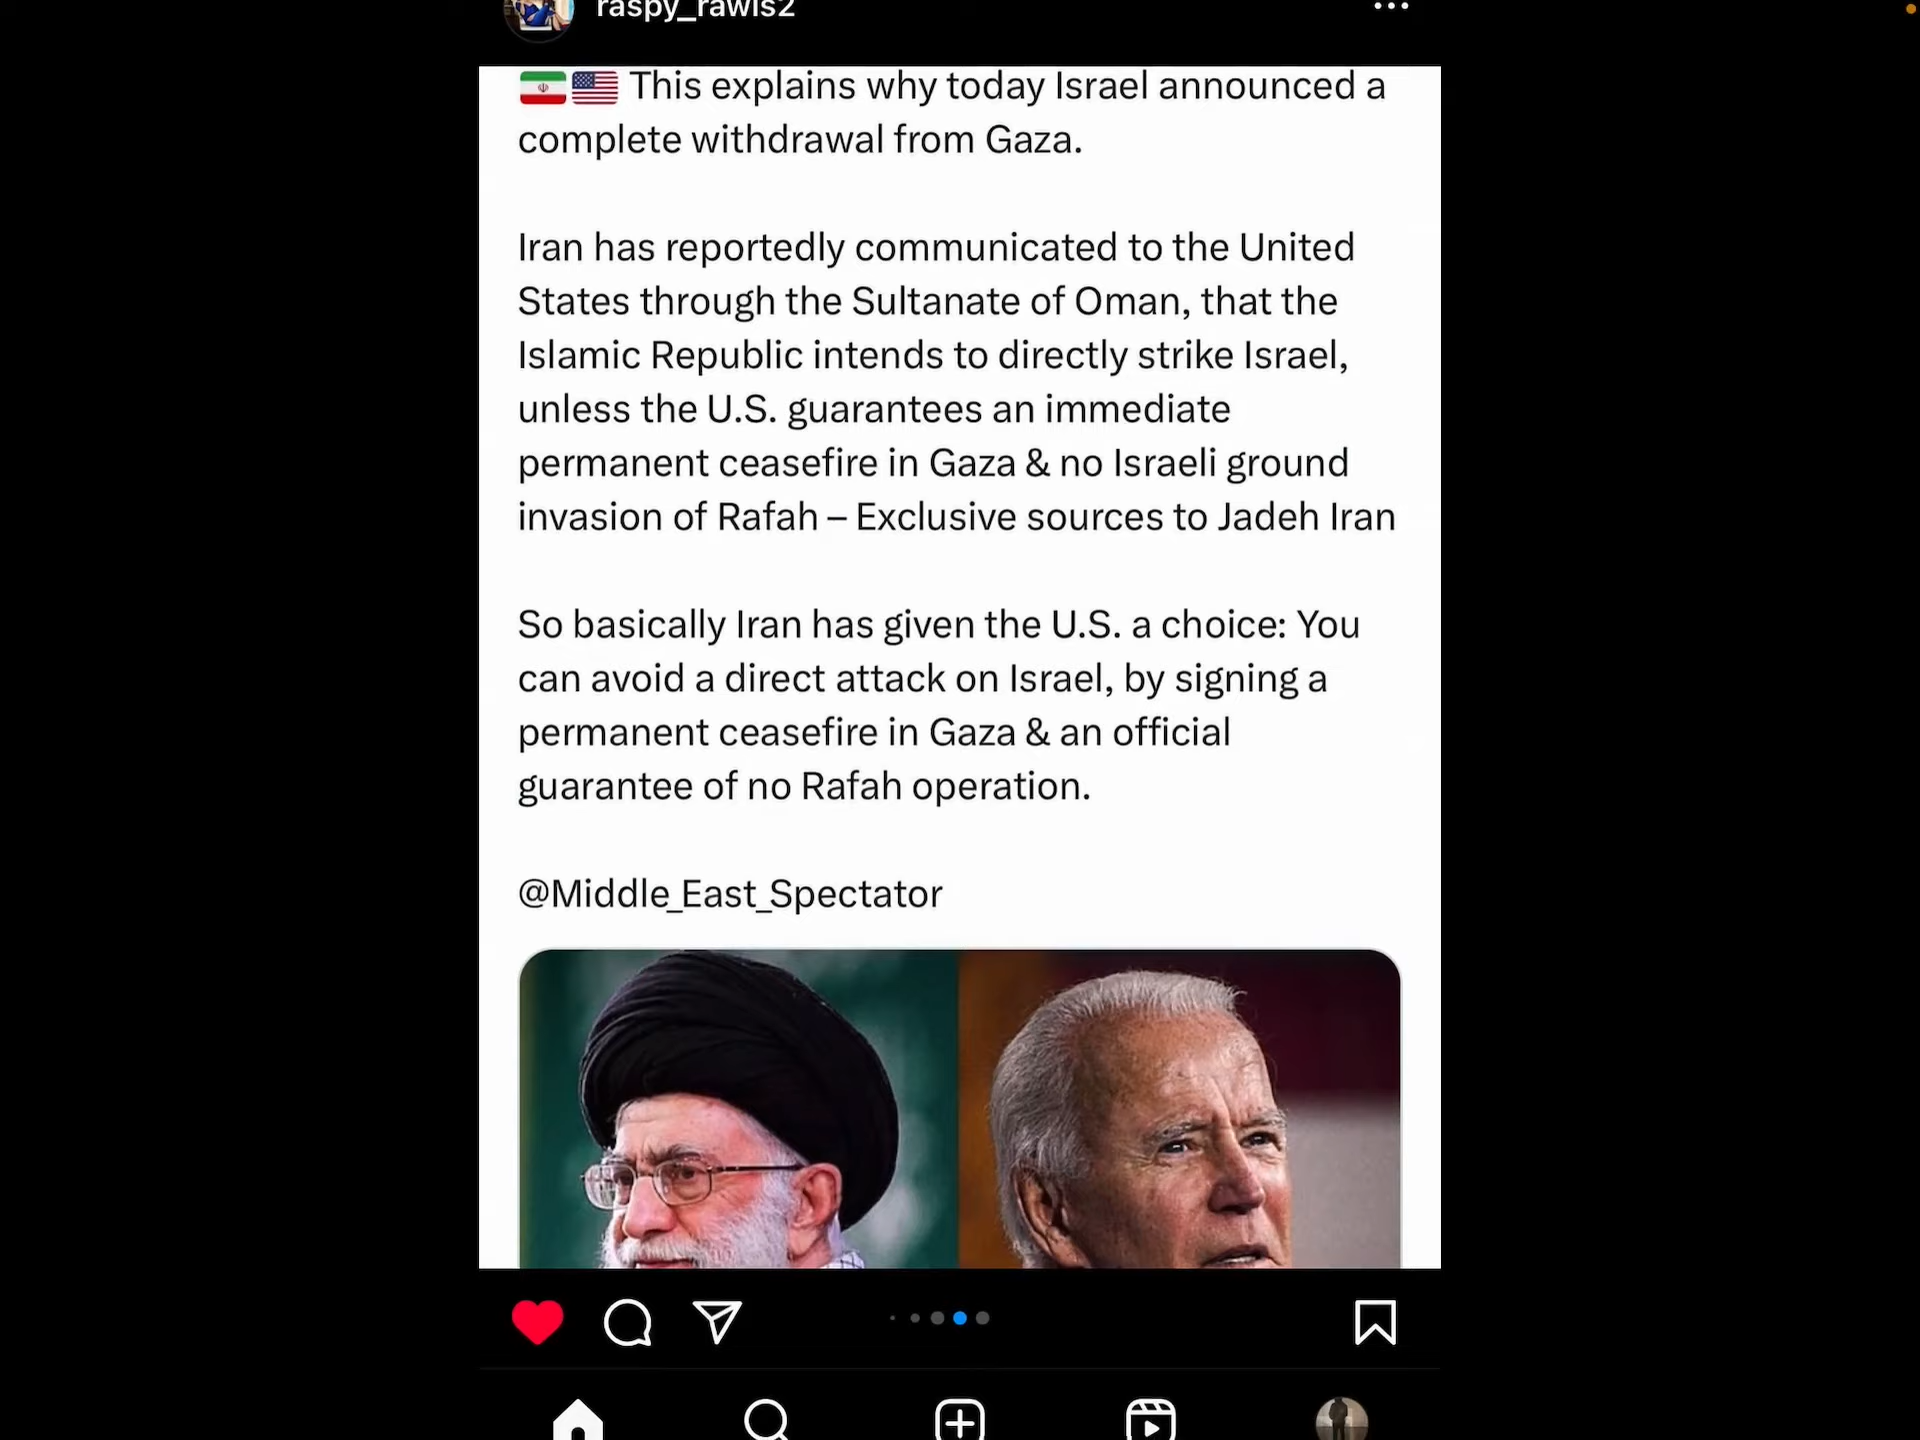 raspy_rawls2
🇮🇷🇺🇸 This explains why today Israel announced a
complete withdrawal from Gaza.
Iran has reportedly communicated to the United
States through the Sultanate of Oman, that the
Islamic Republic intends to directly strike Israel,
unless the U.S. guarantees an immediate
permanent ceasefire in Gaza & no Israeli ground
invasion of Rafah – Exclusive sources to Jadeh Iran
So basically Iran has given the U.S. a choice: You
can avoid a direct attack on Israel, by signing a
permanent ceasefire in Gaza & an official
guarantee of no Rafah operation.
@Middle_East_Spectator